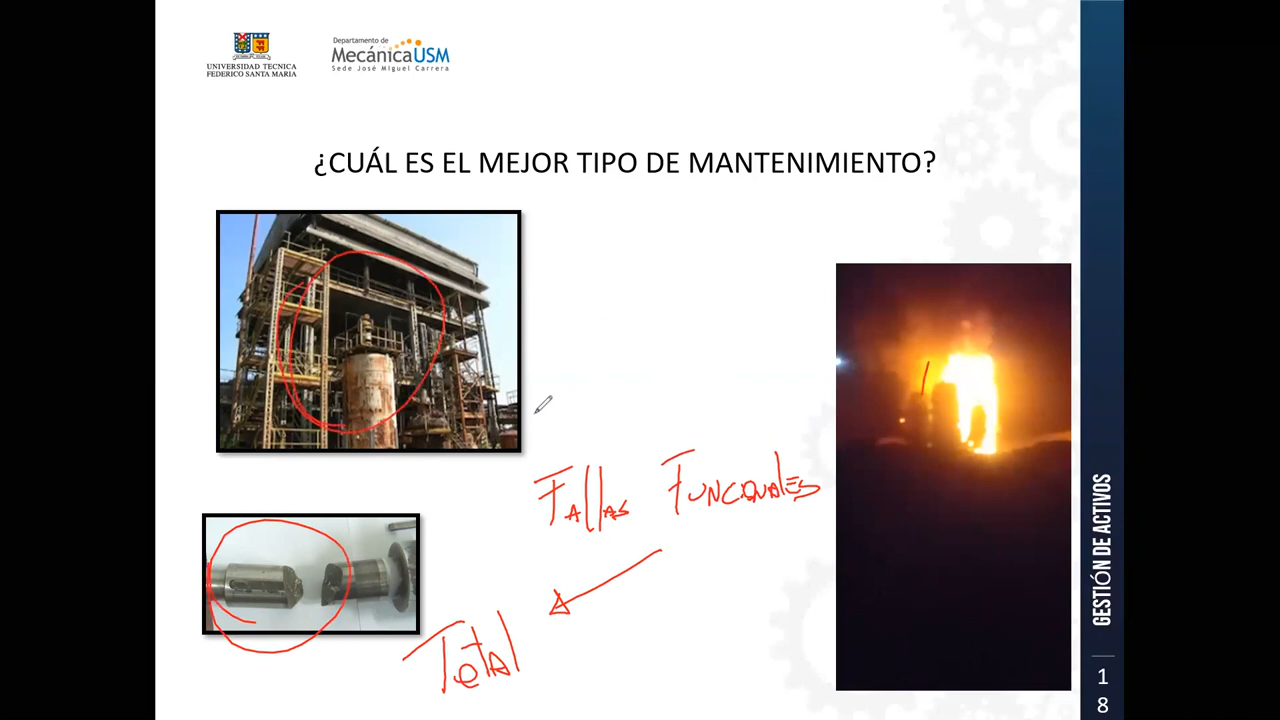 UNIVERSIDAD TECNICA
FEDERICO SANTA MARIA
Departamento de
MecánicaUSM
Sede José Miguel Carrera
¿CUÁL ES EL MEJOR TIPO DE MANTENIMIENTO?
Fallas Funcionales
Total
GESTIÓN DE ACTIVOS
1
8